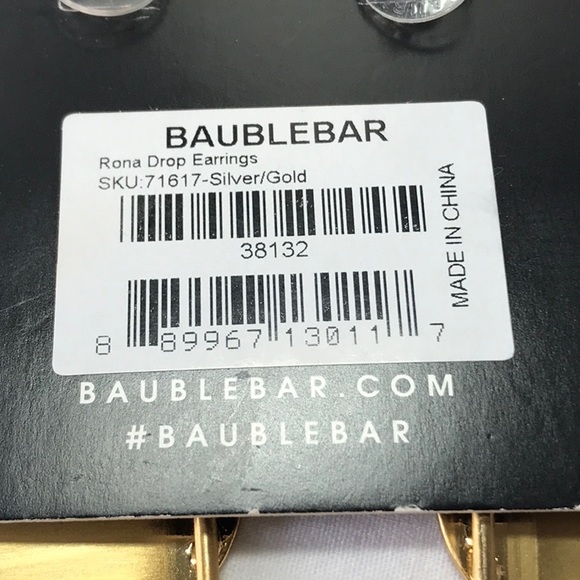 BAUBLEBAR
Rona Drop Earrings
SKU:71617-Silver/Gold
38132
8 89967 13011 7
MADE IN CHINA
BAUBLEBAR.COM
#BAUBLEBAR